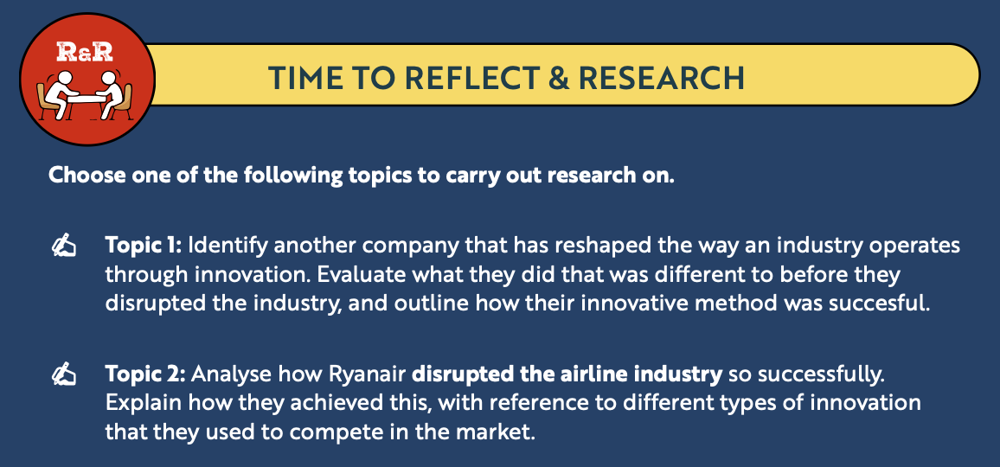 R&R
TIME TO REFLECT & RESEARCH
Choose one of the following topics to carry out research on.
Topic 1: Identify another company that has reshaped the way an industry operates
through innovation. Evaluate what they did that was different to before they
disrupted the industry, and outline how their innovative method was succesful.
Topic 2: Analyse how Ryanair disrupted the airline industry so successfully.
Explain how they achieved this, with reference to different types of innovation
that they used to compete in the market.